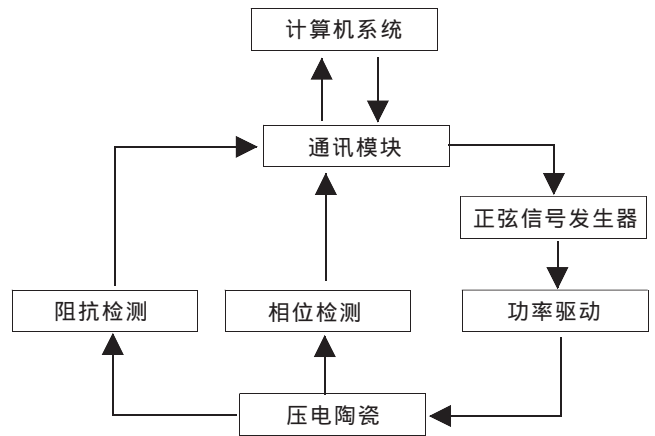 计算机系统
通讯模块
正弦信号发生器
阻抗检测
相位检测
功率驱动
压电陶瓷